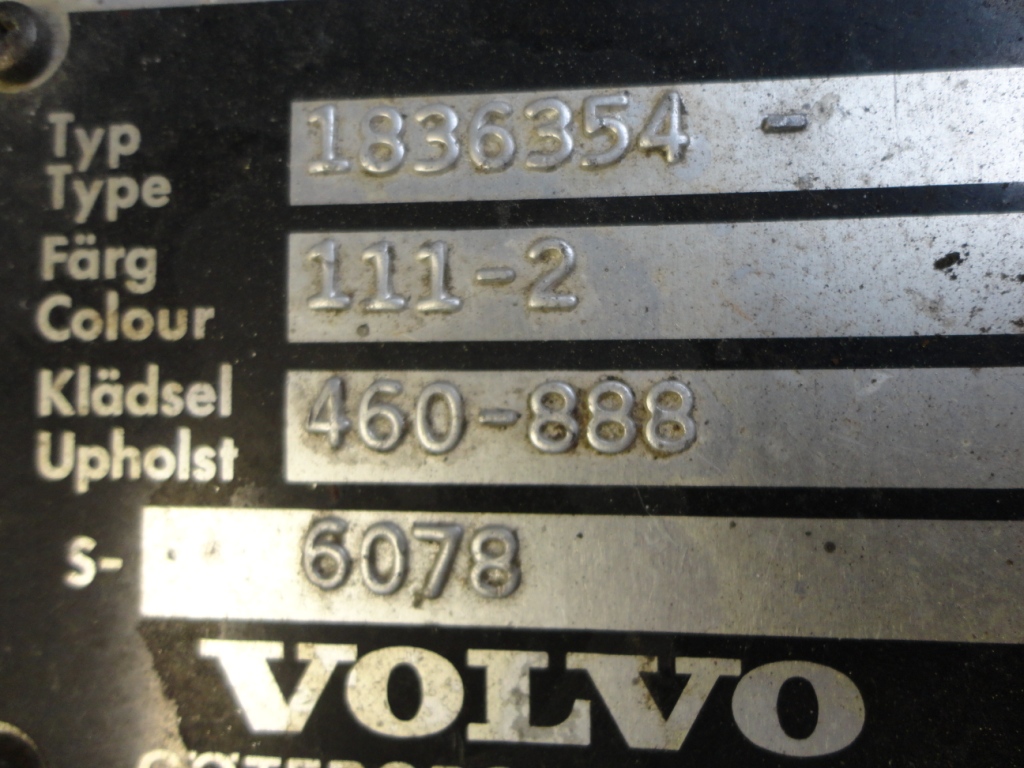 Typ 1836354 -
Type
Färg 111-2
Colour
Klädsel 460-888
Upholst
S- 6078
VOLVO